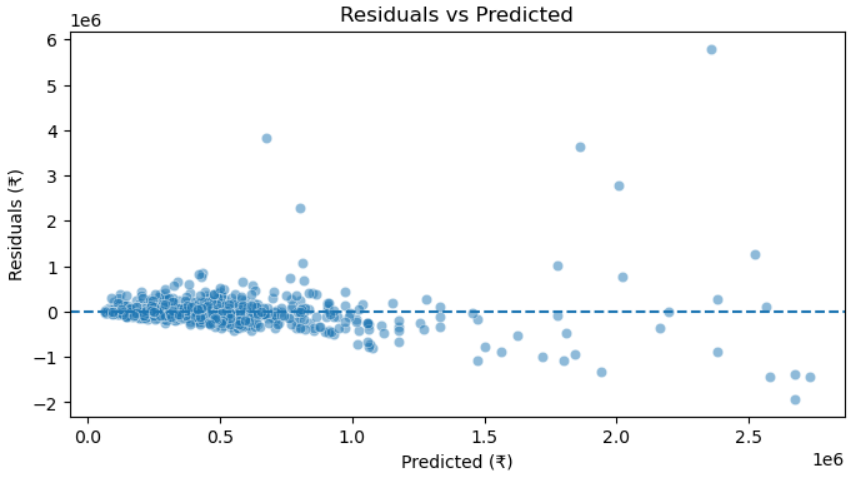 Residuals vs Predicted
1e6
6
5
4
3
2
1
0
−1
−2
Residuals (₹)
0.0 0.5 1.0 1.5 2.0 2.5
1e6
Predicted (₹)